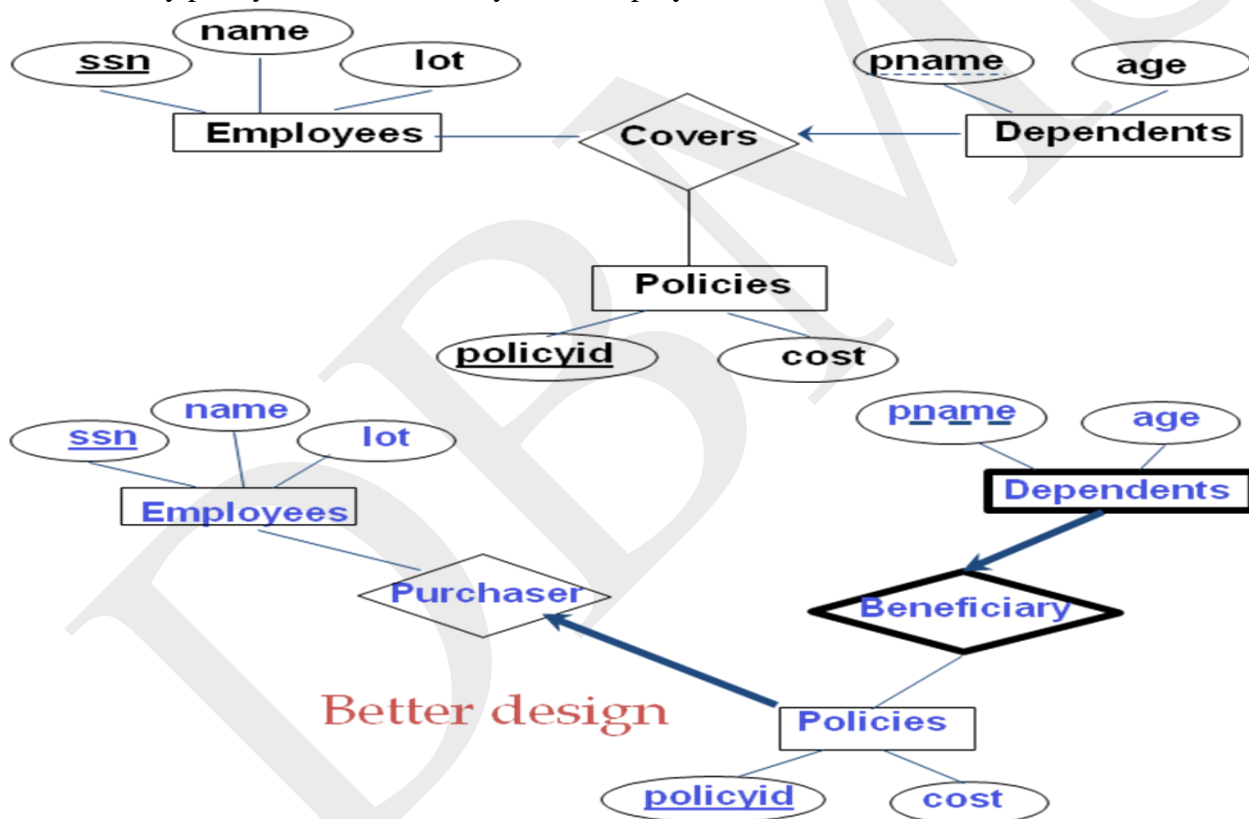 name
ssn
lot
pname
age
Employees
Covers
Dependents
Policies
policyid
cost
name
ssn
lot
pname
age
Employees
Dependents
Purchaser
Beneficiary
Better design
Policies
policyid
cost